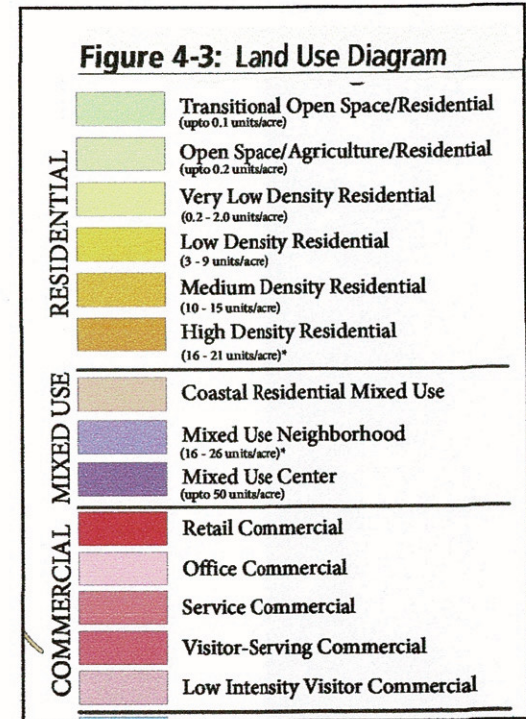 Figure 4-3: Land Use Diagram
RESIDENTIAL
Transitional Open Space/Residential
(upto 0.1 units/acre)
Open Space/Agriculture/Residential
(upto 0.2 units/acre)
Very Low Density Residential
(0.2 - 2.0 units/acre)
Low Density Residential
(3 - 9 units/acre)
Medium Density Residential
(10 - 15 units/acre)
High Density Residential
(16 - 21 units/acre)*
MIXED USE
Coastal Residential Mixed Use
Mixed Use Neighborhood
(16 - 26 units/acre)*
Mixed Use Center
(upto 50 units/acre)
COMMERCIAL
Retail Commercial
Office Commercial
Service Commercial
Visitor-Serving Commercial
Low Intensity Visitor Commercial